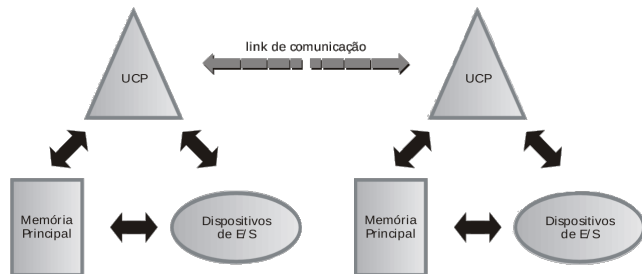 link de comunicação
UCP
UCP
Memória
Principal
Dispositivos
de E/S
Memória
Principal
Dispositivos
de E/S